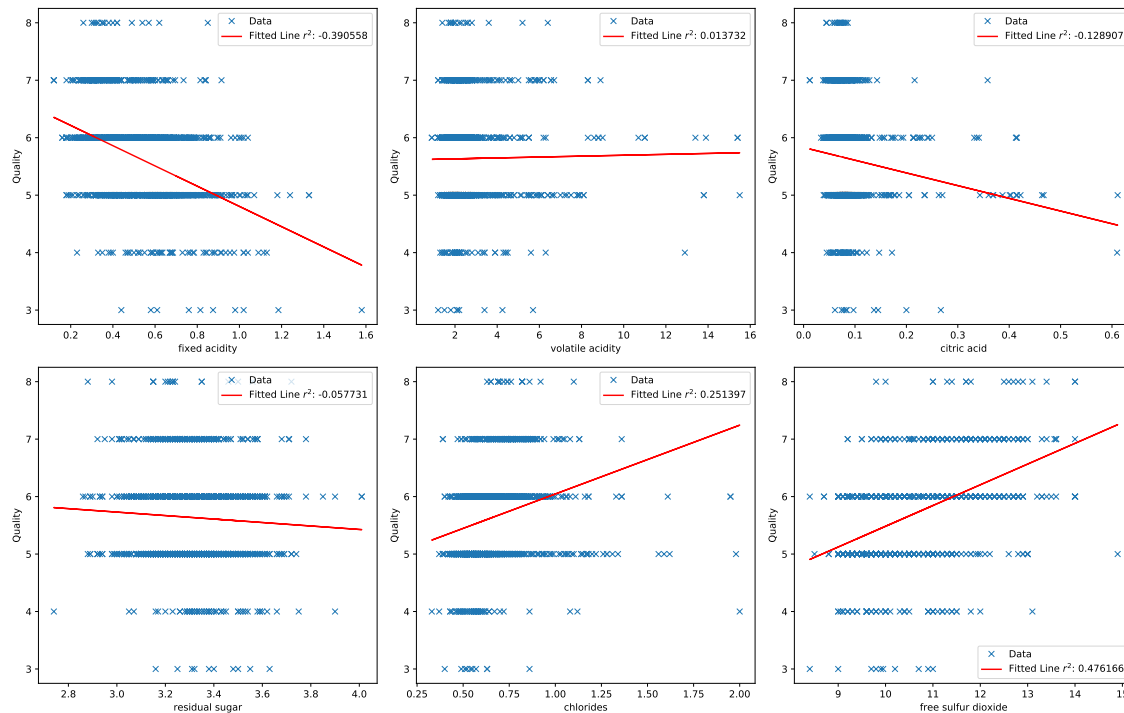 8
7
6
5
4
3
Quality
Data
Fitted Line r²: -0.390558
0.2 0.4 0.6 0.8 1.0 1.2 1.4 1.6
fixed acidity
8
7
6
5
4
3
Quality
Data
Fitted Line r²: 0.013732
2 4 6 8 10 12 14 16
volatile acidity
8
7
6
5
4
3
Quality
Data
Fitted Line r²: -0.128907
0.0 0.1 0.2 0.3 0.4 0.5 0.6
citric acid
8
7
6
5
4
3
Quality
Data
Fitted Line r²: -0.057731
2.8 3.0 3.2 3.4 3.6 3.8 4.0
residual sugar
8
7
6
5
4
3
Quality
Data
Fitted Line r²: 0.251397
0.25 0.50 0.75 1.00 1.25 1.50 1.75 2.00
chlorides
8
7
6
5
4
3
Quality
Data
Fitted Line r²: 0.476166
9 10 11 12 13 14 15
free sulfur dioxide